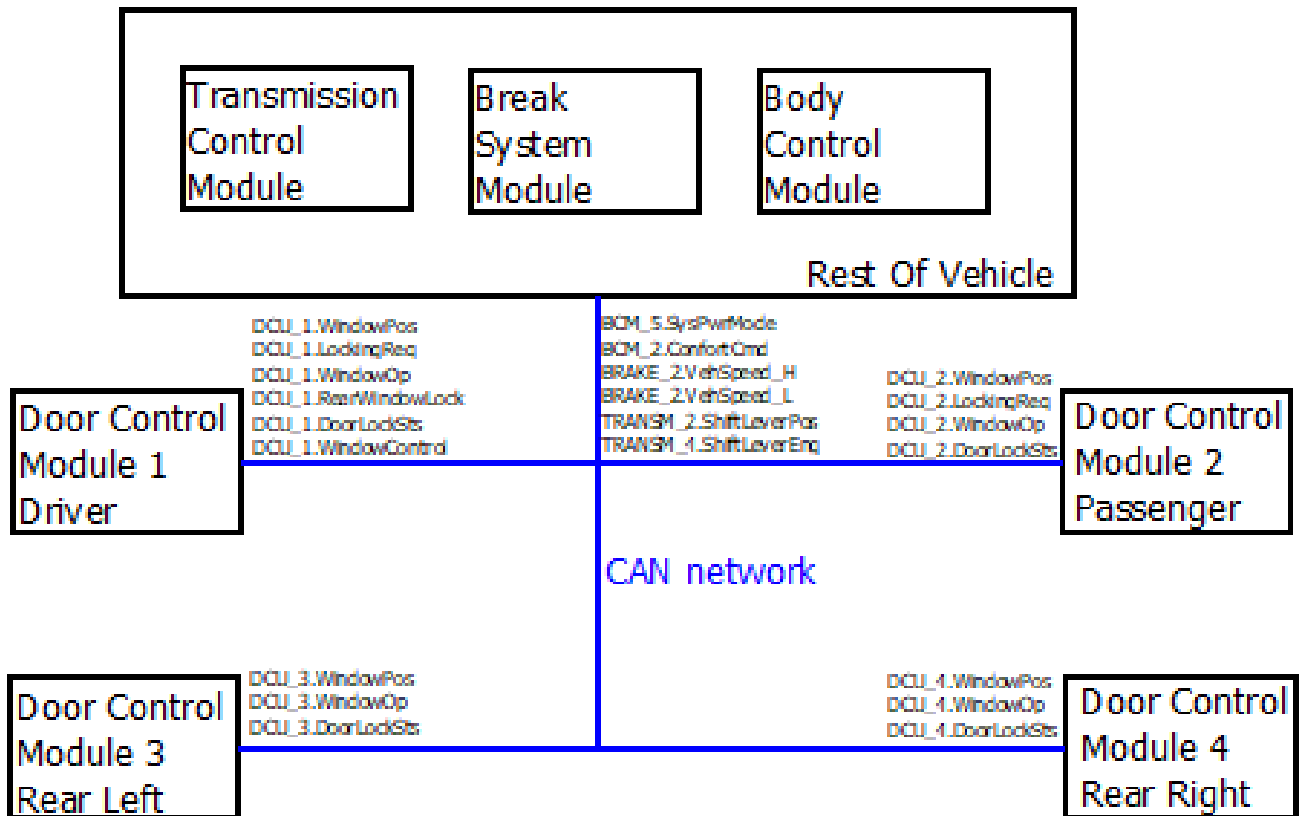 Transmission
Control
Module
Break
System
Module
Body
Control
Module
Rest Of Vehicle
DCU_1.WindowPos
DCU_1.LockingReq
DCU_1.WindowOp
DCU_1.RearWindowLock
DCU_1.DoorLockSts
DCU_1.WindowControl
BCM_5.SysPwrMode
BCM_2.ConfortCmd
BRAKE_2.VehSpeed_H
BRAKE_2.VehSpeed_L
TRANSM_2.ShiftLeverPos
TRANSM_4.ShiftLeverEng
DCU_2.WindowPos
DCU_2.LockingReq
DCU_2.WindowOp
DCU_2.DoorLockSts
Door Control
Module 1
Driver
Door Control
Module 2
Passenger
CAN network
DCU_3.WindowPos
DCU_3.WindowOp
DCU_3.DoorLockSts
DCU_4.WindowPos
DCU_4.WindowOp
DCU_4.DoorLockSts
Door Control
Module 3
Rear Left
Door Control
Module 4
Rear Right